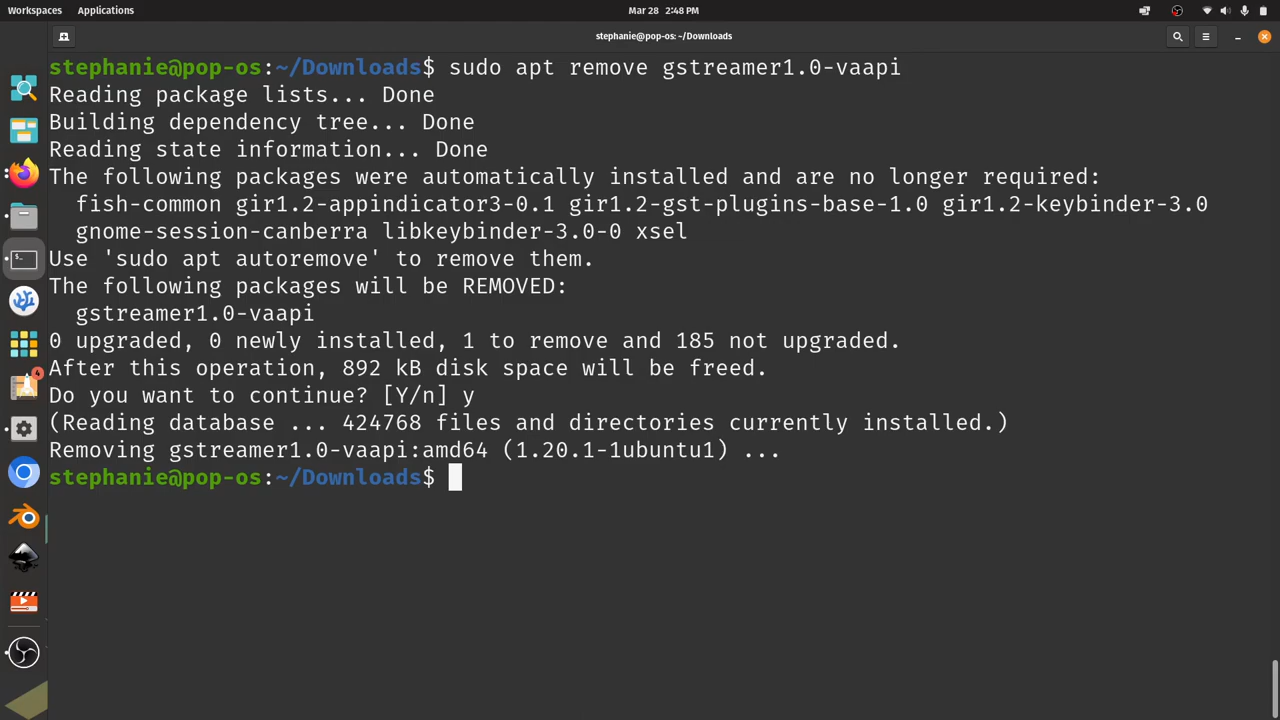 Workspaces Applications Mar 28 2:48 PM
stephanie@pop-os: ~/Downloads
stephanie@pop-os:~/Downloads$ sudo apt remove gstreamer1.0-vaapi
Reading package lists... Done
Building dependency tree... Done
Reading state information... Done
The following packages were automatically installed and are no longer required:
fish-common gir1.2-appindicator3-0.1 gir1.2-gst-plugins-base-1.0 gir1.2-keybinder-3.0
gnome-session-canberra libkeybinder-3.0-0 xsel
Use 'sudo apt autoremove' to remove them.
The following packages will be REMOVED:
gstreamer1.0-vaapi
0 upgraded, 0 newly installed, 1 to remove and 185 not upgraded.
After this operation, 892 kB disk space will be freed.
Do you want to continue? [Y/n] y
(Reading database ... 424768 files and directories currently installed.)
Removing gstreamer1.0-vaapi:amd64 (1.20.1-1ubuntu1) ...
stephanie@pop-os:~/Downloads$
4